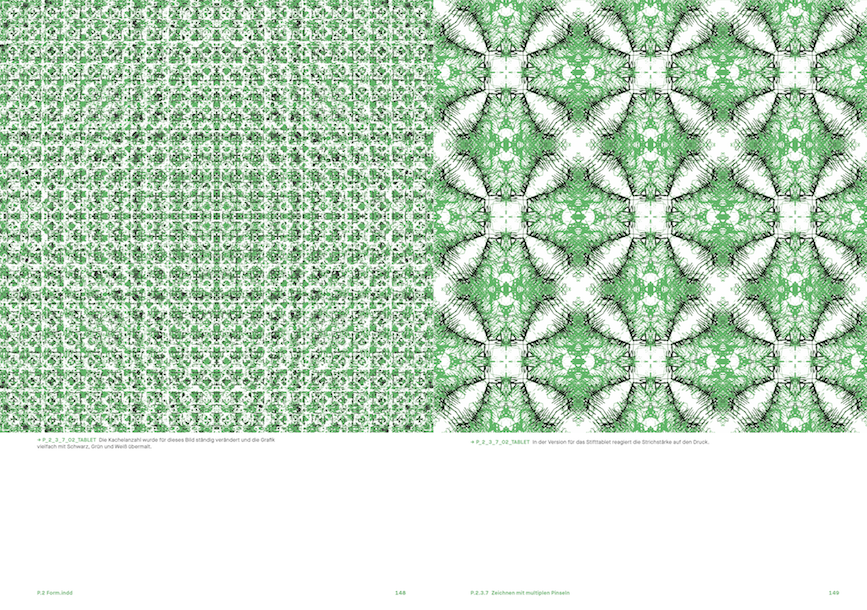 → P_2_3_7_02_TABLET Die Kachelanzahl wurde für dieses Bild ständig verändert und die Grafik
vielfach mit Schwarz, Grün und Weiß übermalt.
→ P_2_3_7_02_TABLET In der Version für das Stifttablet reagiert die Strichstärke auf den Druck.
P.2 Form.indd
148
P.2.3.7 Zeichnen mit multiplen Pinseln
149